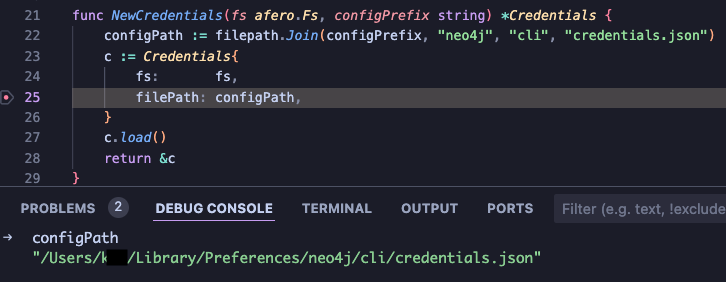 21 func NewCredentials(fs afero.Fs, configPrefix string) *Credentials {
22     configPath := filepath.Join(configPrefix, "neo4j", "cli", "credentials.json")
23     c := Credentials{
24         fs:       fs,
25         filePath: configPath,
26     }
27     c.load()
28     return &c
29 }
PROBLEMS 2 DEBUG CONSOLE TERMINAL OUTPUT PORTS Filter (e.g. text, !exclude
→ configPath
"/Users/k /Library/Preferences/neo4j/cli/credentials.json"